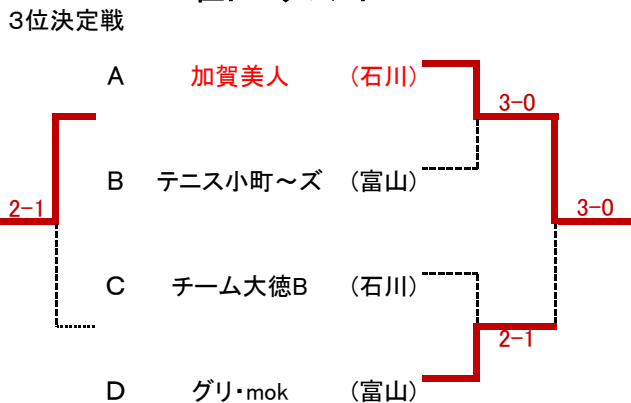 3位決定戦
A 加賀美人 (石川)
3-0
B テニス小町～ズ (富山)
2-1
3-0
C チーム大徳B (石川)
2-1
D グリ・mok (富山)